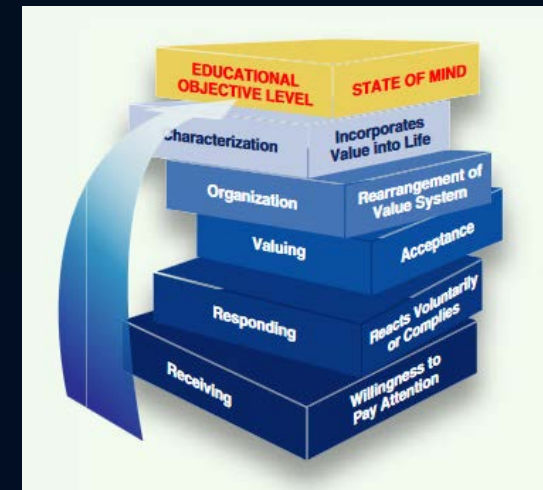 EDUCATIONAL
OBJECTIVE LEVEL
STATE OF MIND
Characterization
Incorporates
Value into Life
Organization
Rearrangement of
Value System
Valuing
Acceptance
Responding
Reacts Voluntarily
or Complies
Receiving
Willingness to
Pay Attention